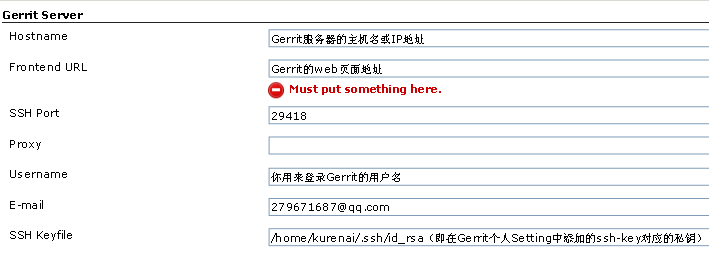 Gerrit Server
Hostname Gerrit服务器的主机名或IP地址
Frontend URL Gerrit的web页面地址
Must put something here.
SSH Port 29418
Proxy
Username 你用来登录Gerrit的用户名
E-mail 279671687@qq.com
SSH Keyfile /home/kurenai/.ssh/id_rsa（即在Gerrit个人Setting中添加的ssh-key对应的私钥）